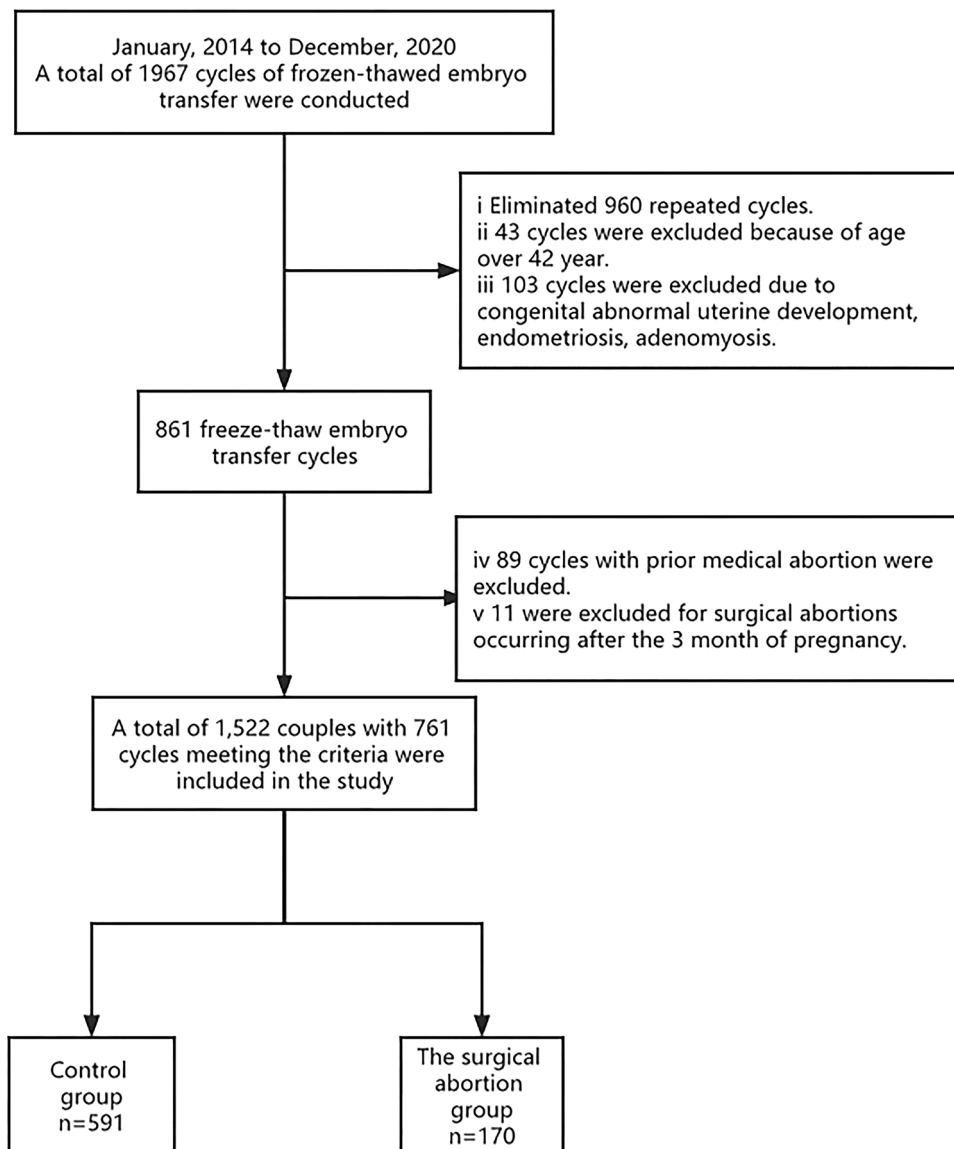 January, 2014 to December, 2020
A total of 1967 cycles of frozen-thawed embryo
transfer were conducted
i Eliminated 960 repeated cycles.
ii 43 cycles were excluded because of age
over 42 year.
iii 103 cycles were excluded due to
congenital abnormal uterine development,
endometriosis, adenomyosis.
861 freeze-thaw embryo
transfer cycles
iv 89 cycles with prior medical abortion were
excluded.
v 11 were excluded for surgical abortions
occurring after the 3 month of pregnancy.
A total of 1,522 couples with 761
cycles meeting the criteria were
included in the study
Control
group
n=591
The surgical
abortion
group
n=170